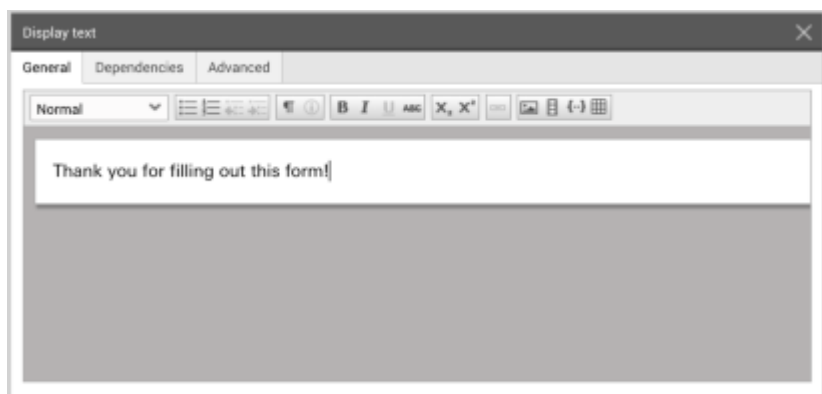 Display text
General Dependencies Advanced
Normal B I U ABC X, X'
Thank you for filling out this form!